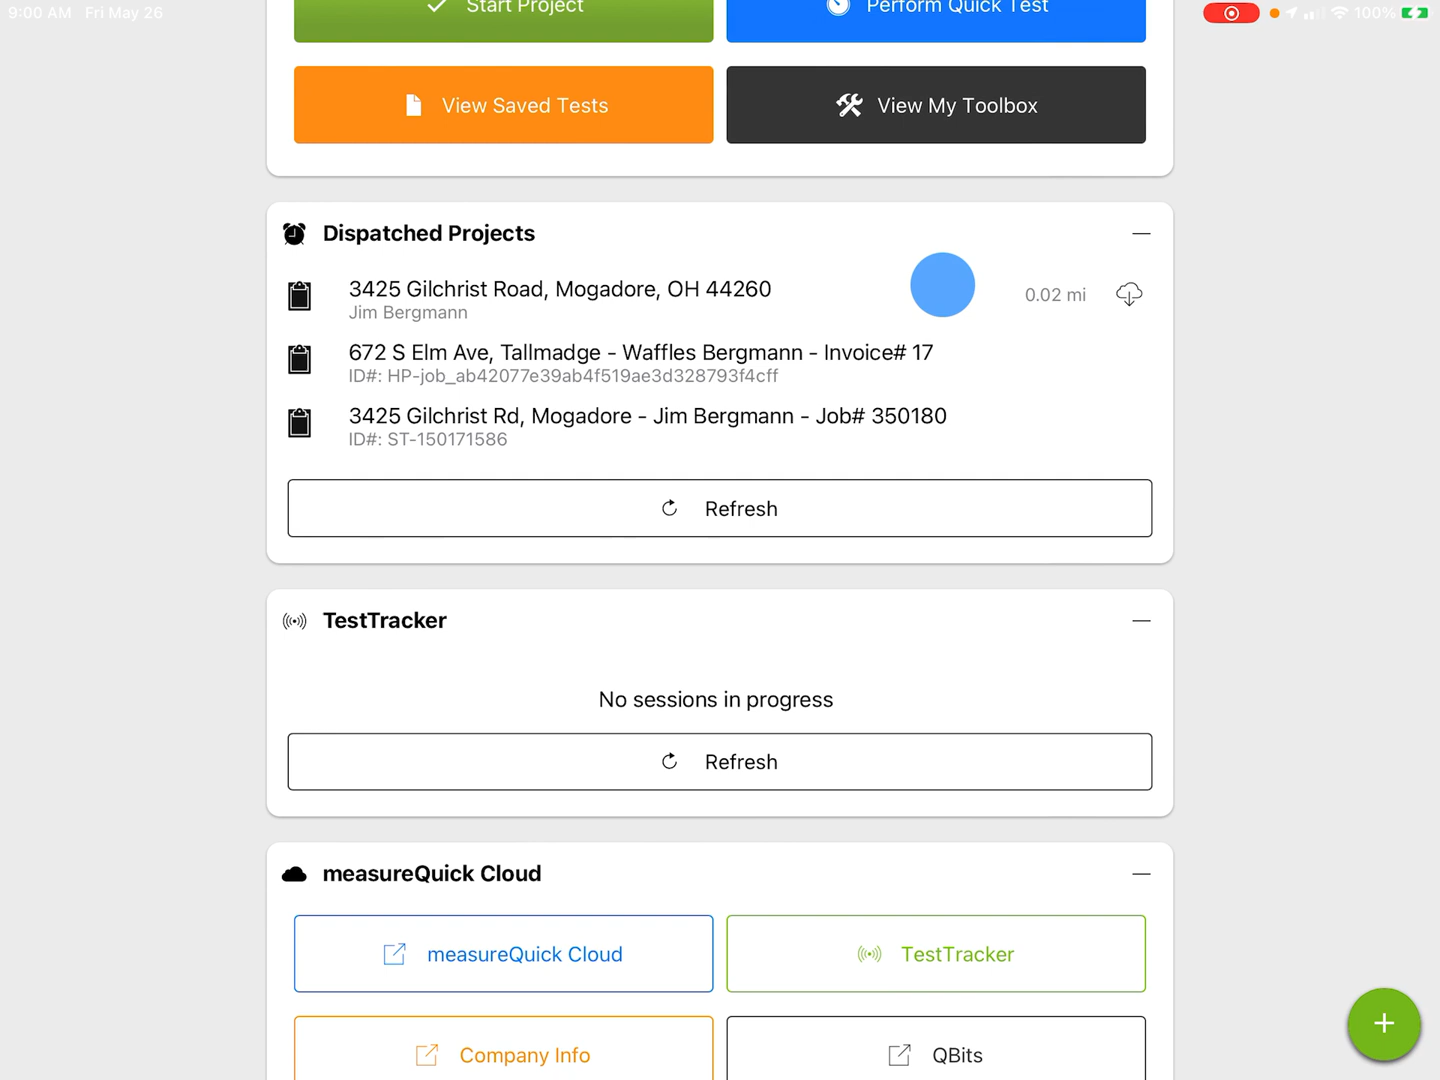 9:00 AM Fri May 26
100%
Start Project
Perform Quick Test
View Saved Tests
View My Toolbox
Dispatched Projects
3425 Gilchrist Road, Mogadore, OH 44260
Jim Bergmann
0.02 mi
672 S Elm Ave, Tallmadge - Waffles Bergmann - Invoice# 17
ID#: HP-job_ab42077e39ab4f519ae3d328793f4cff
3425 Gilchrist Rd, Mogadore - Jim Bergmann - Job# 350180
ID#: ST-150171586
Refresh
TestTracker
No sessions in progress
Refresh
measureQuick Cloud
measureQuick Cloud
TestTracker
Company Info
QBits